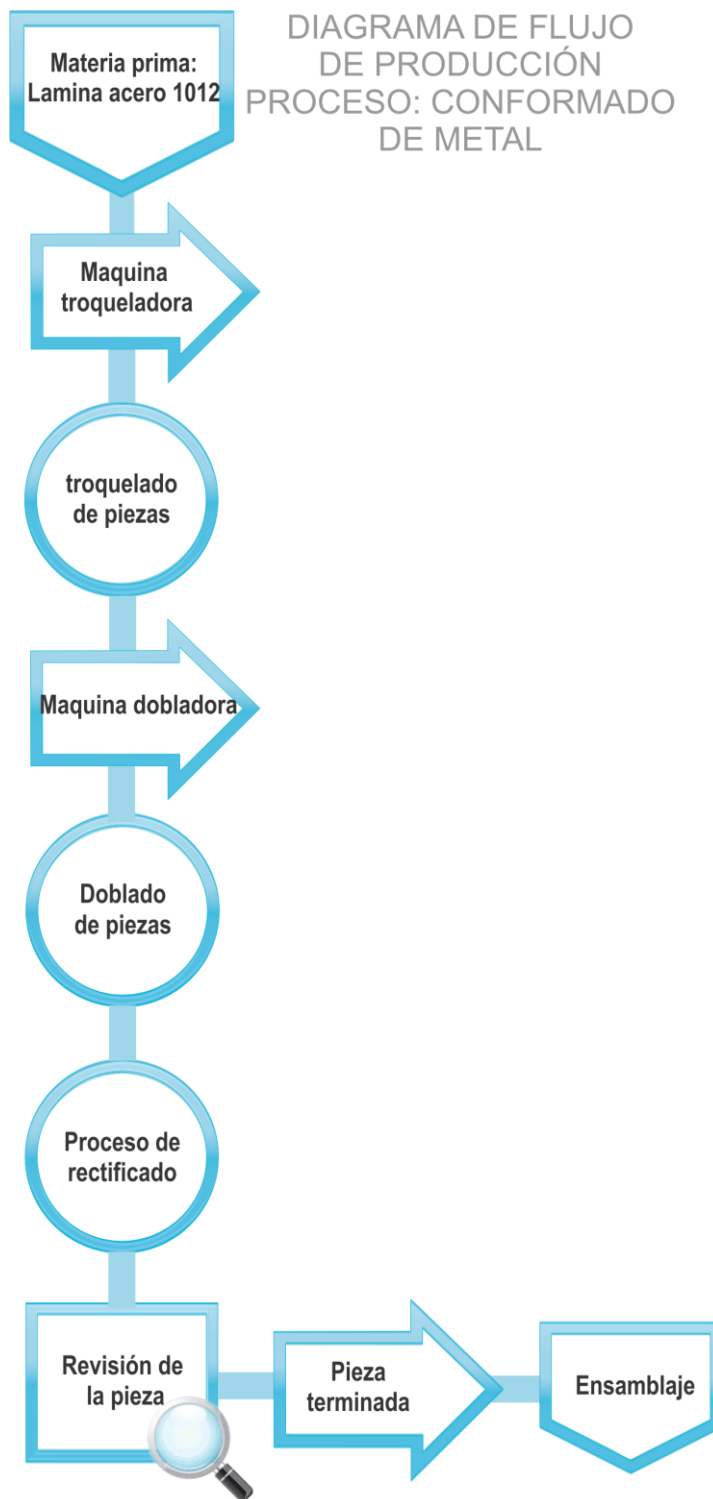 DIAGRAMA DE FLUJO
DE PRODUCCIÓN
PROCESO: CONFORMADO
DE METAL
Materia prima:
Lamina acero 1012
Maquina
troqueladora
troquelado
de piezas
Maquina dobladora
Doblado
de piezas
Proceso de
rectificado
Revisión de
la pieza
Pieza
terminada
Ensamblaje